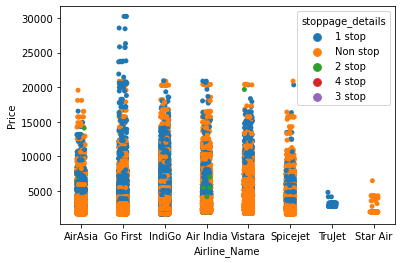 stoppage_details
1 stop
Non stop
2 stop
4 stop
3 stop
30000
25000
20000
15000
10000
5000
Price
AirAsia Go First IndiGo Air India Vistara Spicejet TruJet Star Air
Airline_Name